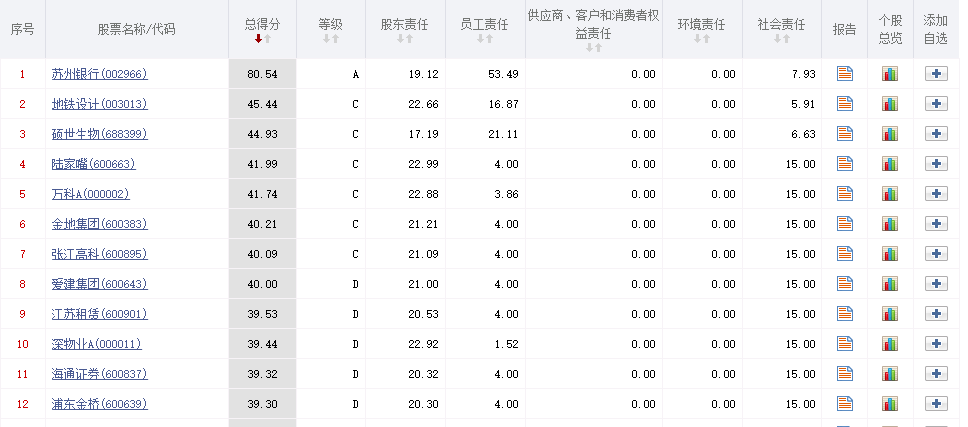 序号 股票名称/代码 总得分 等级 股东责任 员工责任 供应商、客户和消费者权益责任 环境责任 社会责任 报告 个股总览 添加自选
1 苏州银行(002966) 80.54 A 19.12 53.49 0.00 0.00 7.93
2 地铁设计(003013) 45.44 C 22.66 16.87 0.00 0.00 5.91
3 硕世生物(688399) 44.93 C 17.19 21.11 0.00 0.00 6.63
4 陆家嘴(600663) 41.99 C 22.99 4.00 0.00 0.00 15.00
5 万科A(000002) 41.74 C 22.88 3.86 0.00 0.00 15.00
6 金地集团(600383) 40.21 C 21.21 4.00 0.00 0.00 15.00
7 张江高科(600895) 40.09 C 21.09 4.00 0.00 0.00 15.00
8 爱建集团(600643) 40.00 D 21.00 4.00 0.00 0.00 15.00
9 江苏租赁(600901) 39.53 D 20.53 4.00 0.00 0.00 15.00
10 深物业A(000011) 39.44 D 22.92 1.52 0.00 0.00 15.00
11 海通证券(600837) 39.32 D 20.32 4.00 0.00 0.00 15.00
12 浦东金桥(600639) 39.30 D 20.30 4.00 0.00 0.00 15.00